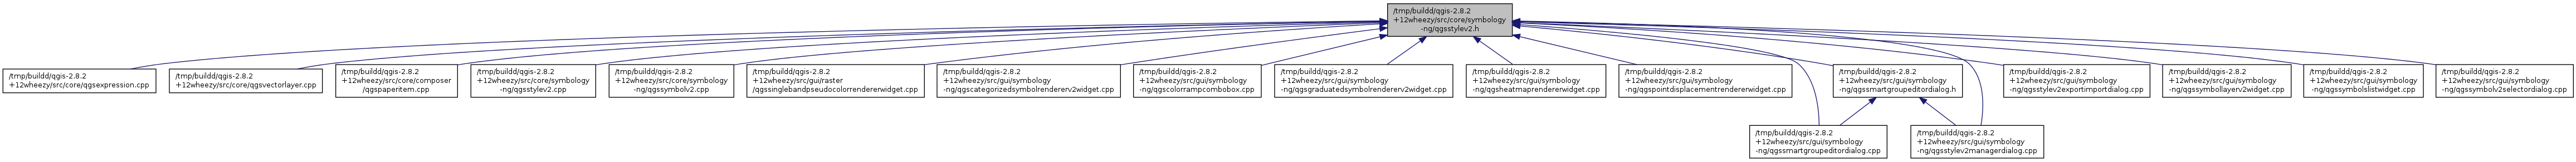 /tmp/buildd/qgis-2.8.2
+12wheezy/src/core/symbology
-ng/qgsstylev2.h
/tmp/buildd/qgis-2.8.2
+12wheezy/src/core/qgsexpression.cpp
/tmp/buildd/qgis-2.8.2
+12wheezy/src/core/qgsvectorlayer.cpp
/tmp/buildd/qgis-2.8.2
+12wheezy/src/core/composer
/qgspaperitem.cpp
/tmp/buildd/qgis-2.8.2
+12wheezy/src/core/symbology
-ng/qgsstylev2.cpp
/tmp/buildd/qgis-2.8.2
+12wheezy/src/core/symbology
-ng/qgssymbolv2.cpp
/tmp/buildd/qgis-2.8.2
+12wheezy/src/gui/raster
/qgssinglebandpseudocolorrendererwidget.cpp
/tmp/buildd/qgis-2.8.2
+12wheezy/src/gui/symbology
-ng/qgscategorizedsymbolrendererv2widget.cpp
/tmp/buildd/qgis-2.8.2
+12wheezy/src/gui/symbology
-ng/qgscolorrampcombobox.cpp
/tmp/buildd/qgis-2.8.2
+12wheezy/src/gui/symbology
-ng/qgsgraduatedsymbolrendererv2widget.cpp
/tmp/buildd/qgis-2.8.2
+12wheezy/src/gui/symbology
-ng/qgsheatmaprendererwidget.cpp
/tmp/buildd/qgis-2.8.2
+12wheezy/src/gui/symbology
-ng/qgspointdisplacementrendererwidget.cpp
/tmp/buildd/qgis-2.8.2
+12wheezy/src/gui/symbology
-ng/qgssmartgroupeditordialog.h
/tmp/buildd/qgis-2.8.2
+12wheezy/src/gui/symbology
-ng/qgsstylev2exportimportdialog.cpp
/tmp/buildd/qgis-2.8.2
+12wheezy/src/gui/symbology
-ng/qgssymbollayerv2widget.cpp
/tmp/buildd/qgis-2.8.2
+12wheezy/src/gui/symbology
-ng/qgssymbolslistwidget.cpp
/tmp/buildd/qgis-2.8.2
+12wheezy/src/gui/symbology
-ng/qgssymbolv2selectordialog.cpp
/tmp/buildd/qgis-2.8.2
+12wheezy/src/gui/symbology
-ng/qgssmartgroupeditordialog.cpp
/tmp/buildd/qgis-2.8.2
+12wheezy/src/gui/symbology
-ng/qgsstylev2managerdialog.cpp